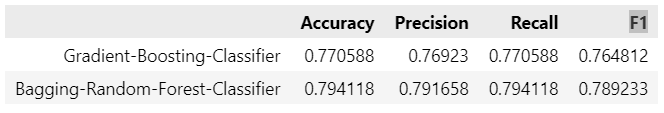 Accuracy Precision Recall F1
Gradient-Boosting-Classifier 0.770588 0.76923 0.770588 0.764812
Bagging-Random-Forest-Classifier 0.794118 0.791658 0.794118 0.789233